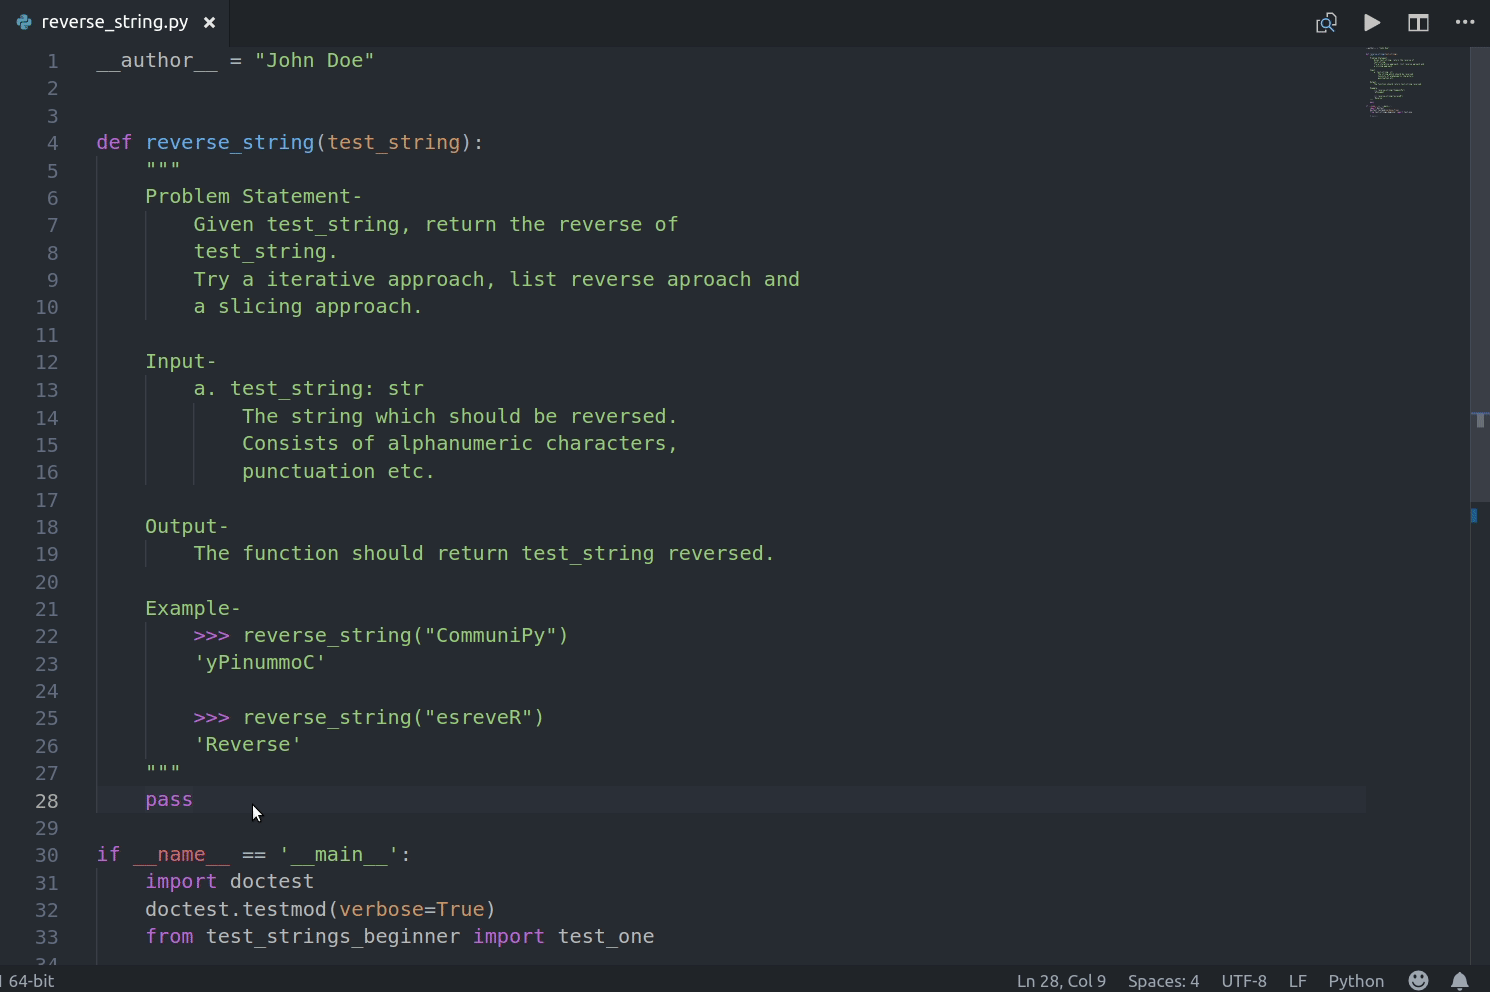 reverse_string.py
1 __author__ = "John Doe"
2
3
4 def reverse_string(test_string):
5 """
6 Problem Statement-
7 Given test_string, return the reverse of
8 test_string.
9 Try a iterative approach, list reverse aproach and
10 a slicing approach.
11
12 Input-
13 a. test_string: str
14 The string which should be reversed.
15 Consists of alphanumeric characters,
16 punctuation etc.
17
18 Output-
19 The function should return test_string reversed.
20
21 Example-
22 >>> reverse_string("CommuniPy")
23 'yPinummoC'
24
25 >>> reverse_string("esreveR")
26 'Reverse'
27 """
28 pass
29
30 if __name__ == '__main__':
31 import doctest
32 doctest.testmod(verbose=True)
33 from test_strings_beginner import test_one
34
64-bit Ln 28, Col 9 Spaces: 4 UTF-8 LF Python